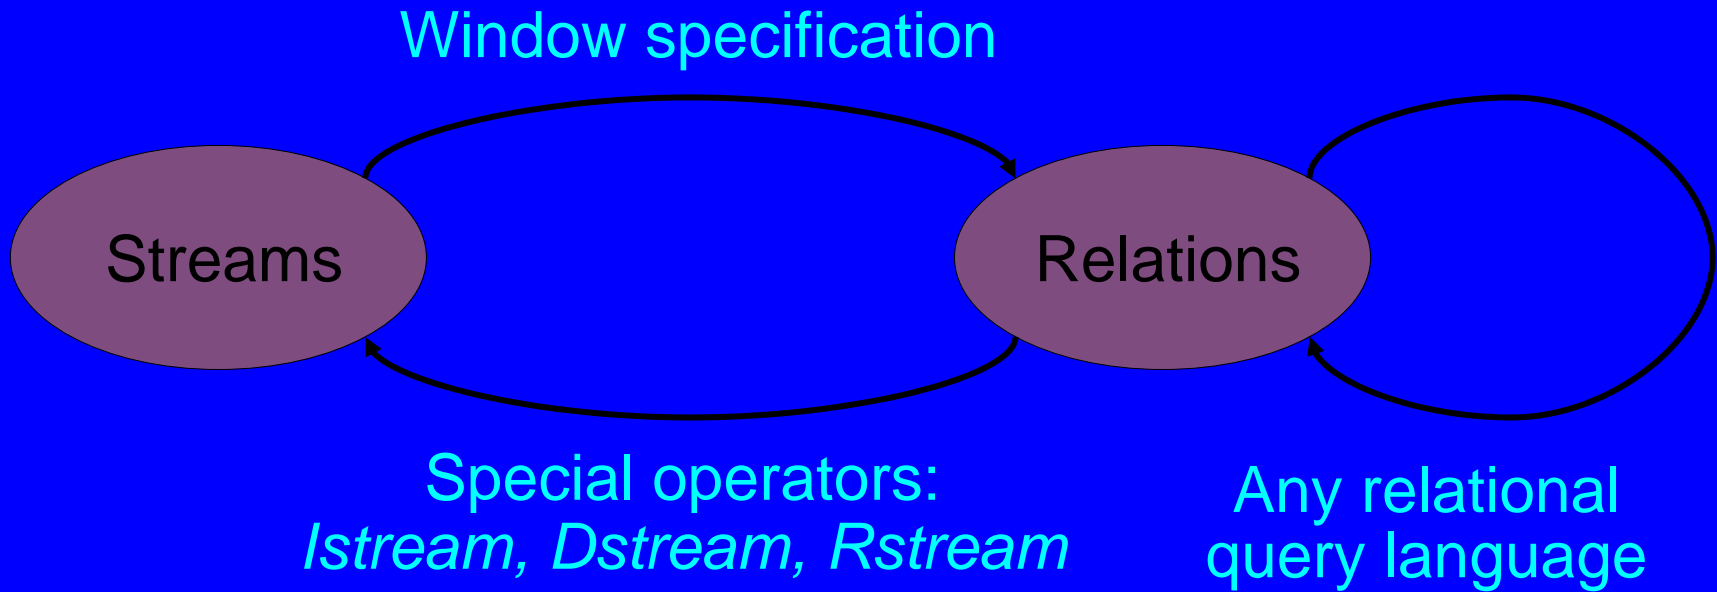 Window specification
Streams
Relations
Special operators:
Istream, Dstream, Rstream
Any relational
query language